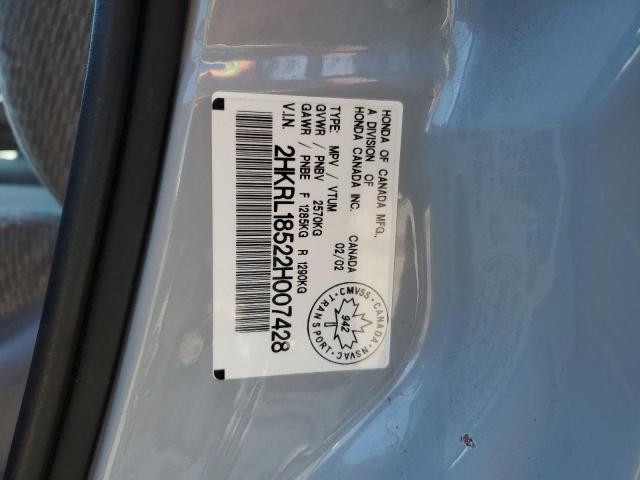 HONDA OF CANADA MFG.,
A DIVISION OF
HONDA CANADA INC. CANADA
02/02
TYPE: MPV / VTUM
GVWR / PNBV 2570KG
GAWR / PNBE F 1285KG R 1290KG
V.I.N. 2HKRL18522H007428
CMVSS · CANADA · NSVAC
TRANSPORT
942